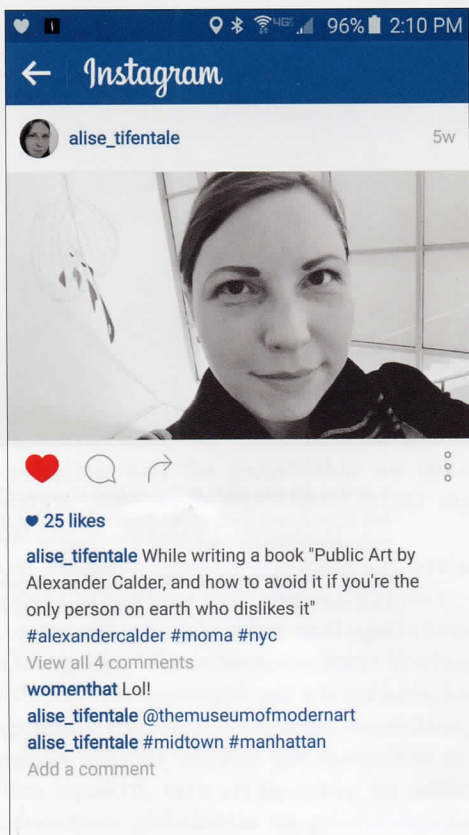 4G 96% 2:10 PM
Instagram
alise_tifentale 5w
25 likes
alise_tifentale While writing a book "Public Art by
Alexander Calder, and how to avoid it if you're the
only person on earth who dislikes it"
#alexandercalder #moma #nyc
View all 4 comments
womenthat Lol!
alise_tifentale @themuseumofmodernart
alise_tifentale #midtown #manhattan
Add a comment